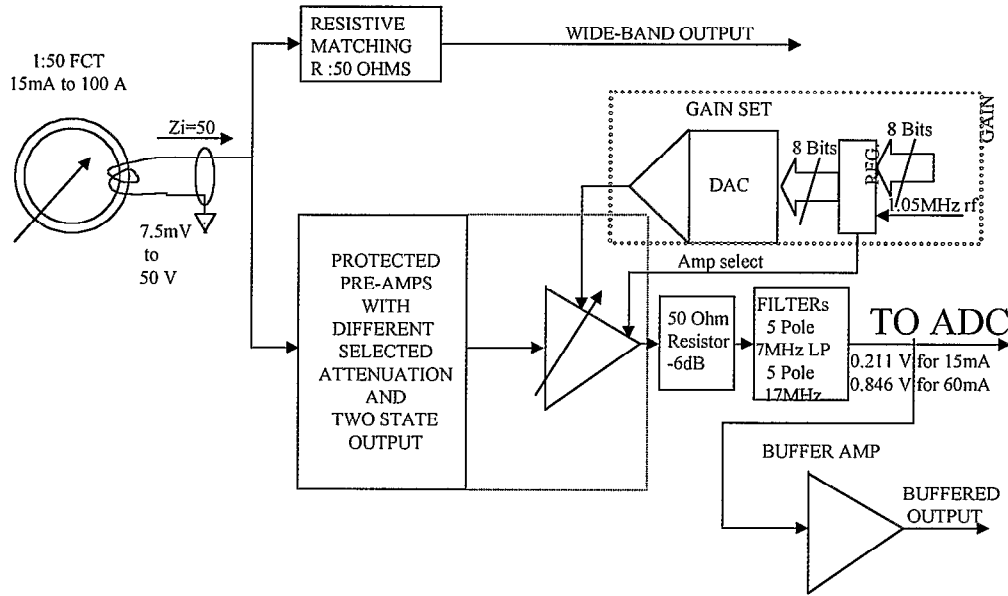 RESISTIVE
MATCHING
R :50 OHMS
WIDE-BAND OUTPUT
1:50 FCT
15mA to 100 A
Zi=50
7.5mV
to
50 V
GAIN SET
GAIN
DAC
8 Bits
REG.
8 Bits
1.05MHz rf
Amp select
PROTECTED
PRE-AMPS
WITH
DIFFERENT
SELECTED
ATTENUATION
AND
TWO STATE
OUTPUT
50 Ohm
Resistor
-6dB
FILTERs
5 Pole
7MHz LP
5 Pole
17MHz
TO ADC
0.211 V for 15mA
0.846 V for 60mA
BUFFER AMP
BUFFERED
OUTPUT